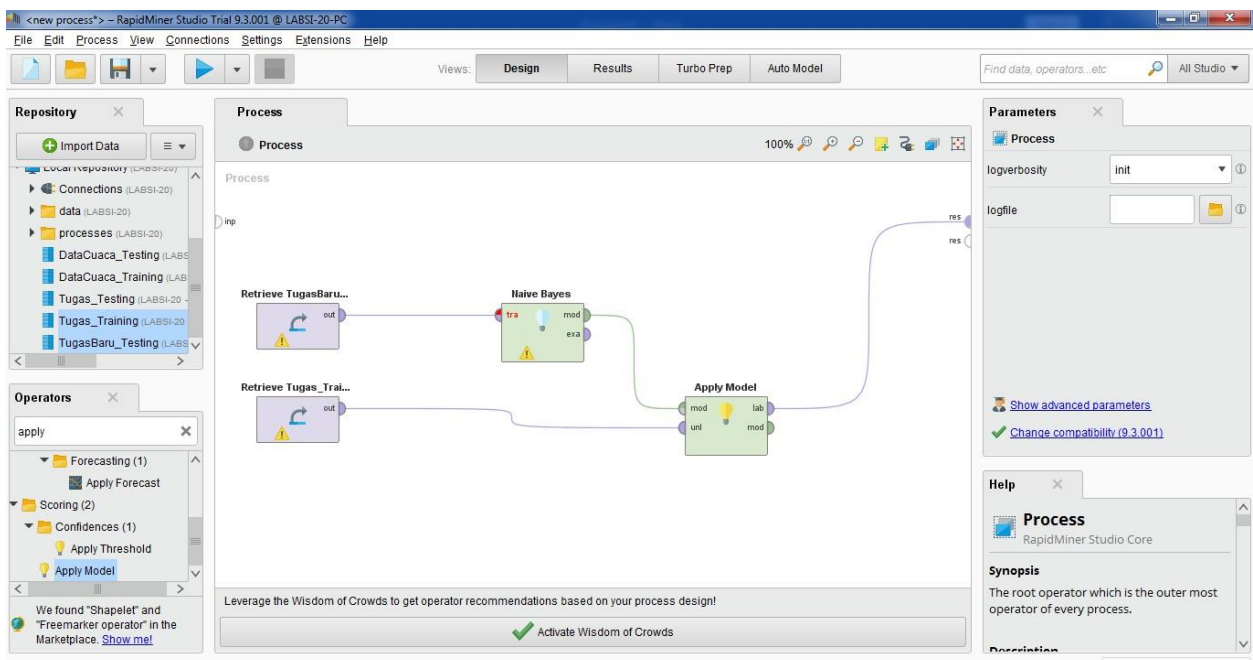 <new process*> – RapidMiner Studio Trial 9.3.001 @ LABSI-20-PC
File Edit Process View Connections Settings Extensions Help
Views: Design Results Turbo Prep Auto Model
Find data, operators...etc All Studio
Repository
Import Data
Local Repository (LABSI-20)
Connections (LABSI-20)
data (LABSI-20)
processes (LABSI-20)
DataCuaca_Testing (LABS
DataCuaca_Training (LAB
Tugas_Testing (LABSI-20 -
Tugas_Training (LABSI-20
TugasBaru_Testing (LABS
Operators
apply
Forecasting (1)
Apply Forecast
Scoring (2)
Confidences (1)
Apply Threshold
Apply Model
We found "Shapelet" and
"Freemarker operator" in the
Marketplace. Show me!
Process
Process
100%
Process
inp
res
res
Retrieve TugasBaru...
out
Naive Bayes
tra mod
exa
Retrieve Tugas_Trai...
out
Apply Model
mod lab
unl mod
Leverage the Wisdom of Crowds to get operator recommendations based on your process design!
Activate Wisdom of Crowds
Parameters
Process
logverbosity init
logfile
Show advanced parameters
Change compatibility (9.3.001)
Help
Process
RapidMiner Studio Core
Synopsis
The root operator which is the outer most
operator of every process.
Description